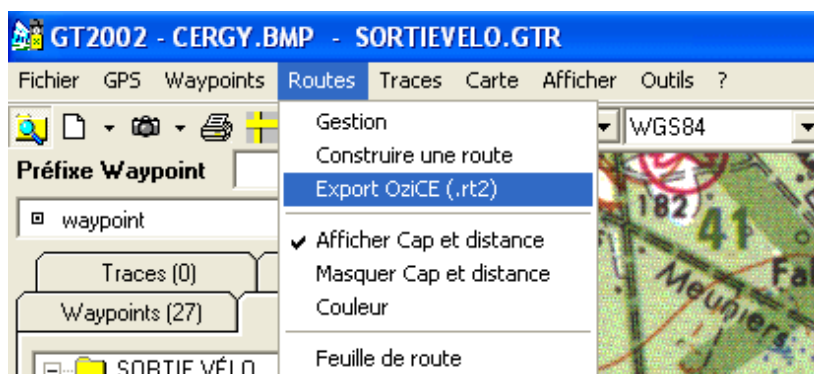 GT2002 - CERGY.BMP - SORTIEVELO.GTR
Fichier GPS Waypoints Routes Traces Carte Afficher Outils ?
WGS84
Préfixe Waypoint
waypoint
Traces (0)
Waypoints (27)
SORTIE VÉLO
Gestion
Construire une route
Export OziCE (.rt2)
Afficher Cap et distance
Masquer Cap et distance
Couleur
Feuille de route
182
41
Meuniers
Fal